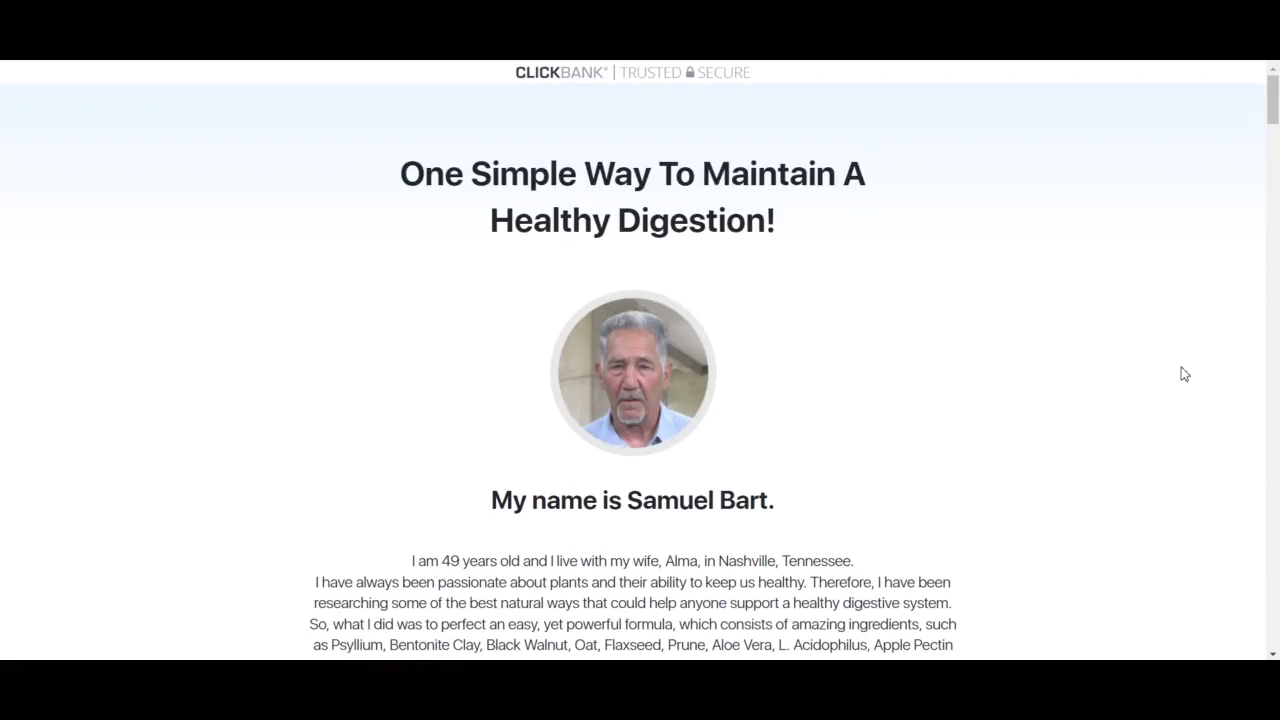 CLICKBANK® | TRUSTED SECURE
One Simple Way To Maintain A
Healthy Digestion!
My name is Samuel Bart.
I am 49 years old and I live with my wife, Alma, in Nashville, Tennessee.
I have always been passionate about plants and their ability to keep us healthy. Therefore, I have been
researching some of the best natural ways that could help anyone support a healthy digestive system.
So, what I did was to perfect an easy, yet powerful formula, which consists of amazing ingredients, such
as Psyllium, Bentonite Clay, Black Walnut, Oat, Flaxseed, Prune, Aloe Vera, L. Acidophilus, Apple Pectin